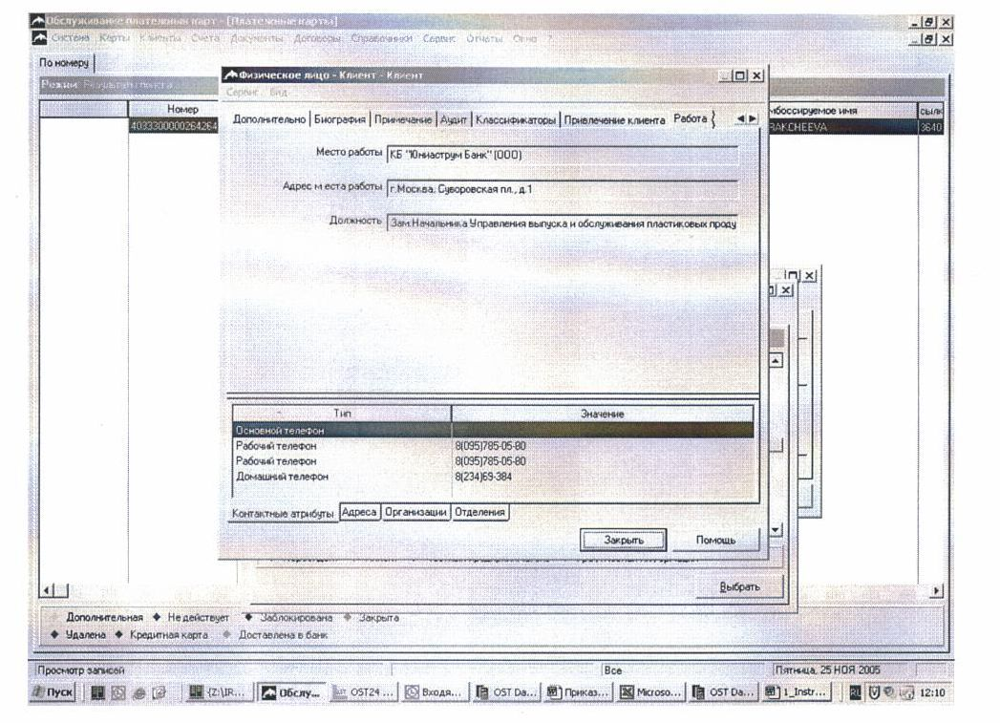 Обслуживание платежных карт - [Платежные карты]
Система Карты Клиенты Счета Документы Договоры Справочники Сервис Отчеты Окно ?
По номеру
Режим: Результаты поиска
Номер
4033300000264264
мбоссируемое имя
сылк
RAKCHEEVA
3640
Физическое лицо - Клиент - Клиент
Сервис Вид
Дополнительно Биография Примечание Аудит Классификаторы Привлечение клиента Работа
Место работы КБ "Юниаструм Банк" (ООО)
Адрес места работы г.Москва, Суворовская пл., д.1
Должность Зам.Начальника Управления выпуска и обслуживания пластиковых проду
Тип Значение
Основной телефон
Рабочий телефон 8(095)785-05-80
Рабочий телефон 8(095)785-05-80
Домашний телефон 8(234)69-384
Контактные атрибуты Адреса Организации Отделения
Закрыть Помощь
Выбрать
Дополнительная Не действует Заблокирована Закрыта
Удалена Кредитная карта Доставлена в банк
Просмотр записей Все Пятница, 25 НОЯ 2005
Пуск (Z:\IR... Обслу... OST24 ... Входя... OST Da... Приказ... Microso... OST Da... 1_Instr... 12:10